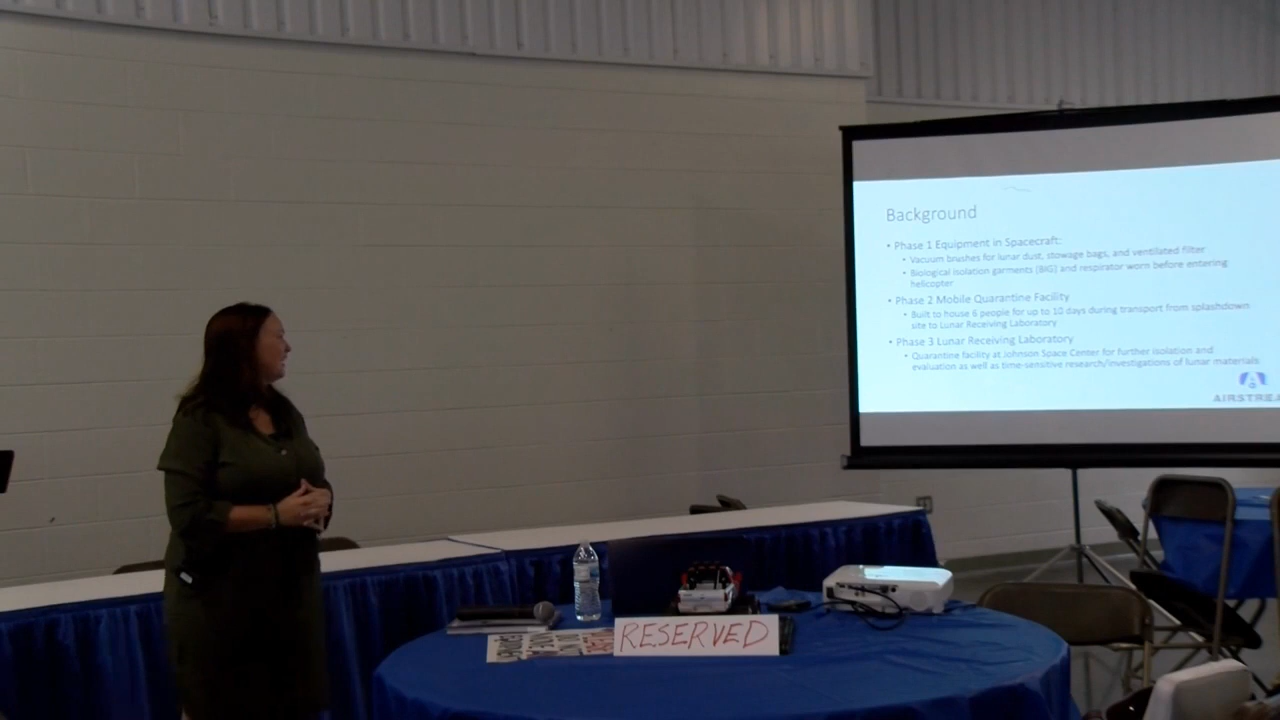 Background
• Phase 1 Equipment in Spacecraft:
• Vacuum brushes for lunar dust, stowage bags, and ventilated filter
• Biological isolation garments (BIG) and respirator worn before entering
helicopter
• Phase 2 Mobile Quarantine Facility
• Built to house 6 people for up to 10 days during transport from splashdown
site to Lunar Receiving Laboratory
• Phase 3 Lunar Receiving Laboratory
• Quarantine facility at Johnson Space Center for further isolation and
evaluation as well as time-sensitive research/investigations of lunar materials
AIRSTREA
RESERVED
DO NOT